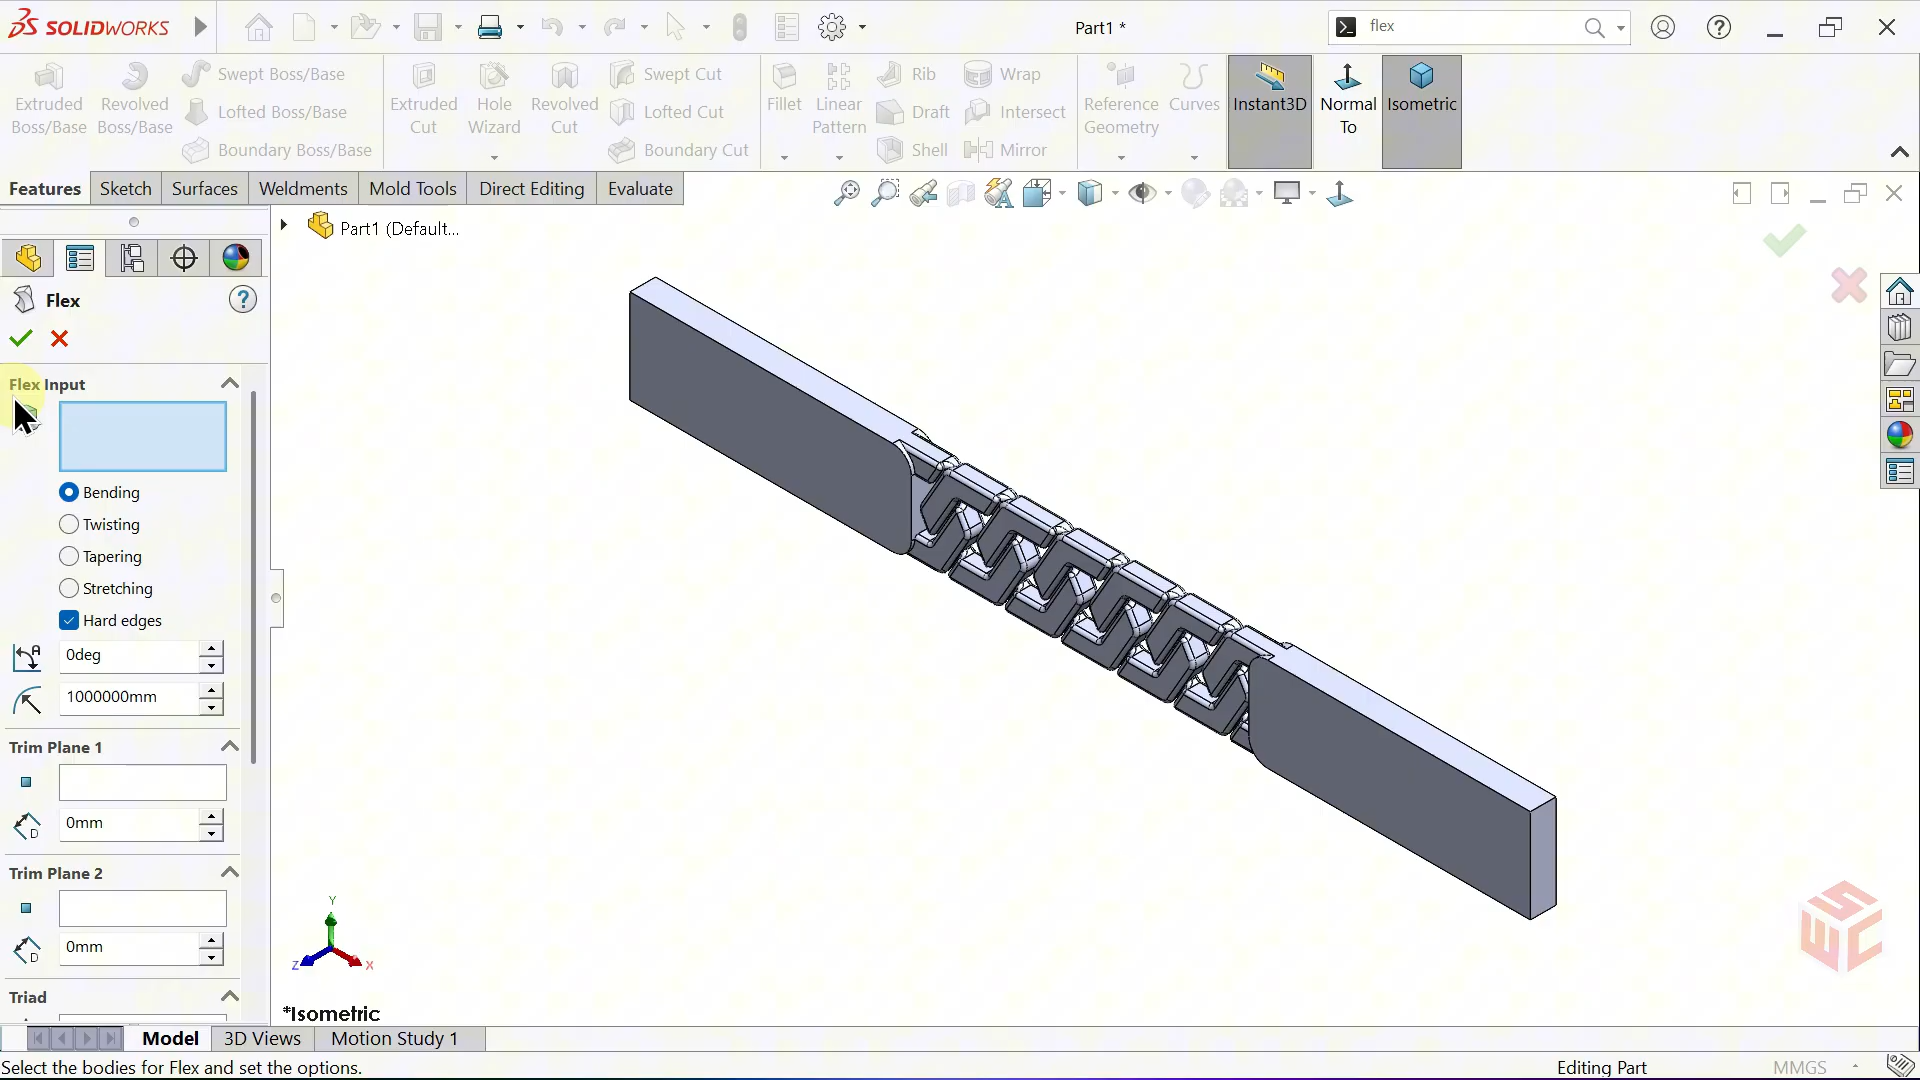 SOLIDWORKS
Part1 *
flex
Extruded Boss/Base
Revolved Boss/Base
Swept Boss/Base
Lofted Boss/Base
Boundary Boss/Base
Extruded Cut
Hole Wizard
Revolved Cut
Swept Cut
Lofted Cut
Boundary Cut
Fillet
Linear Pattern
Rib
Draft
Shell
Wrap
Intersect
Mirror
Reference Geometry
Curves
Instant3D
Normal To
Isometric
Features
Sketch
Surfaces
Weldments
Mold Tools
Direct Editing
Evaluate
Part1 (Default...
Flex
Flex Input
Bending
Twisting
Tapering
Stretching
Hard edges
0deg
1000000mm
Trim Plane 1
0mm
Trim Plane 2
0mm
Triad
Y
Z
X
*Isometric
SWC
Model
3D Views
Motion Study 1
Select the bodies for Flex and set the options.
Editing Part
MMGS